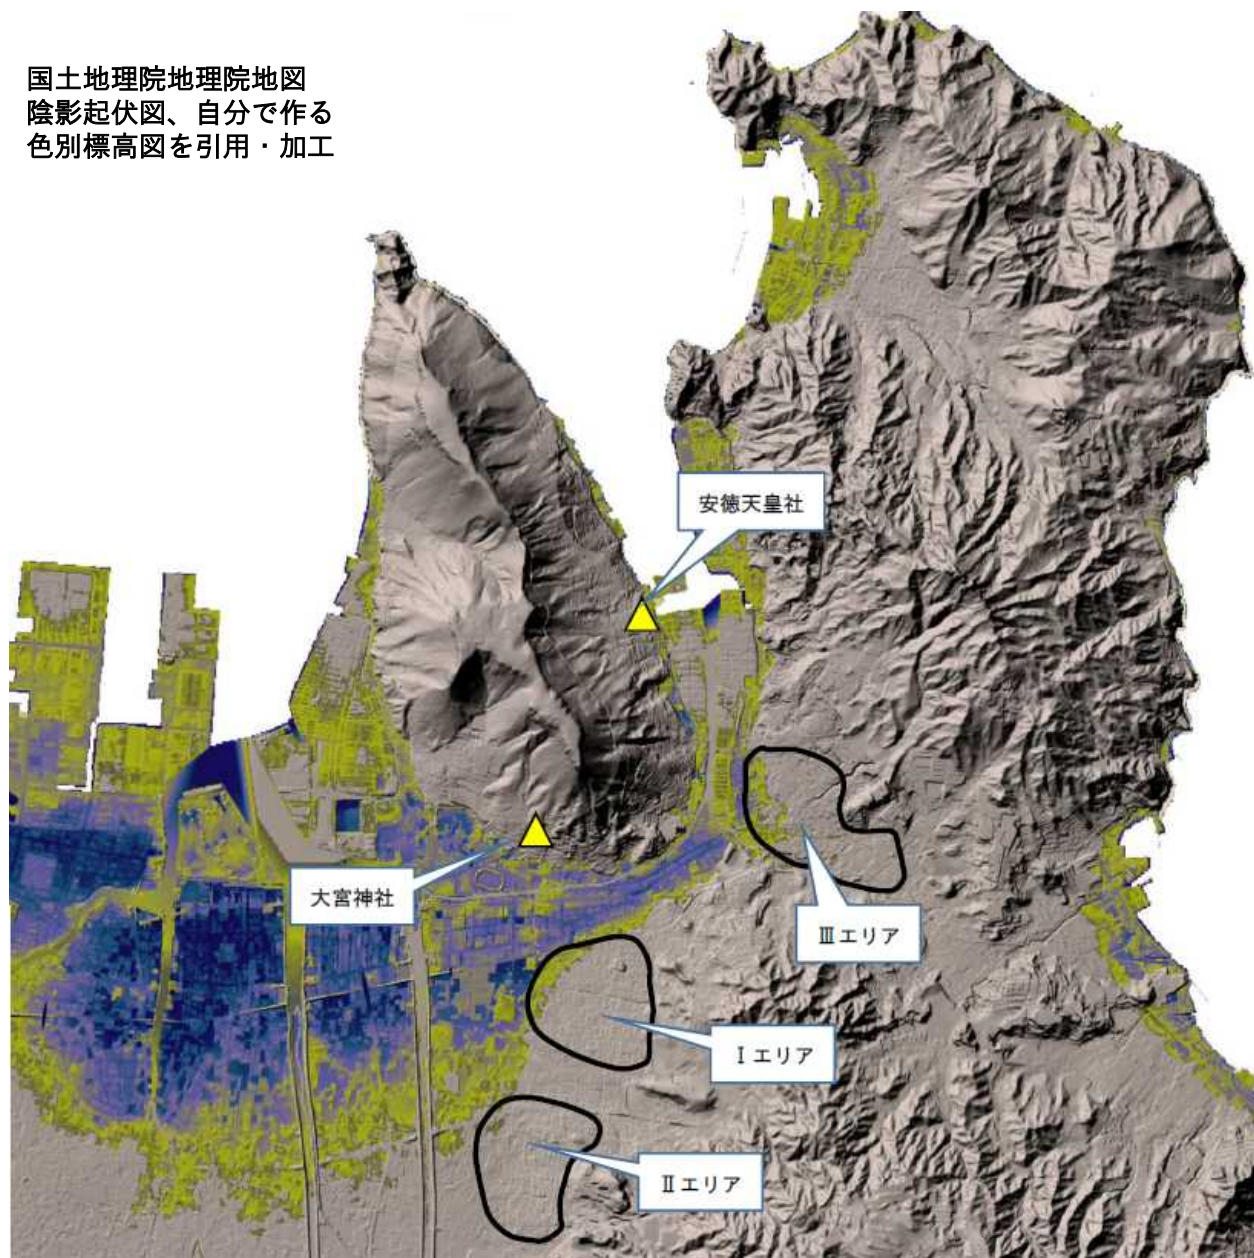 国土地理院地理院地図
陰影起伏図、自分で作る
色別標高図を引用・加工
安徳天皇社
大宮神社
Ⅲエリア
Ⅰエリア
Ⅱエリア